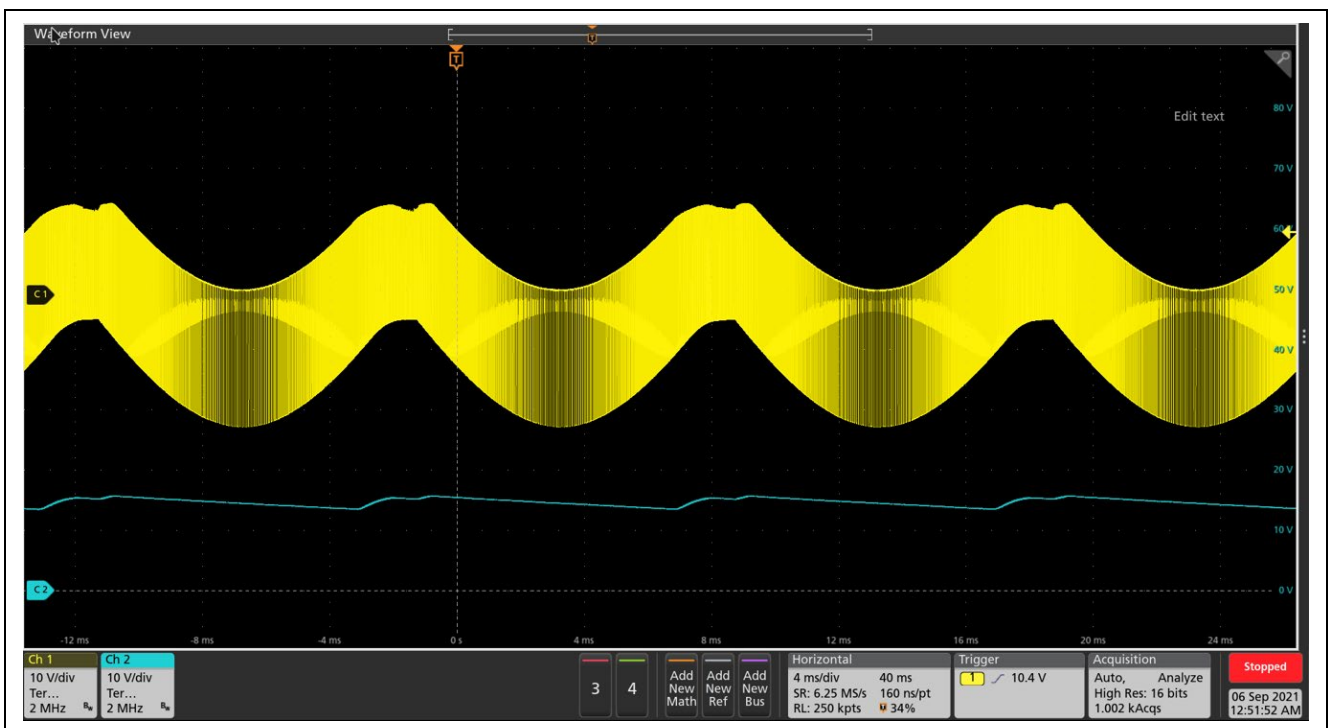 Waveform View
T
T
80 V
Edit text
70 V
60 V
C 1
50 V
40 V
30 V
20 V
10 V
C 2
0 V
-12 ms -8 ms -4 ms 0 s 4 ms 8 ms 12 ms 16 ms 20 ms 24 ms
Ch 1
10 V/div
Ter...
2 MHz Bw
Ch 2
10 V/div
Ter...
2 MHz Bw
3
4
Add New Math
Add New Ref
Add New Bus
Horizontal
4 ms/div 40 ms
SR: 6.25 MS/s 160 ns/pt
RL: 250 kpts 34%
Trigger
1 10.4 V
Acquisition
Auto, Analyze
High Res: 16 bits
1.002 kAcqs
Stopped
06 Sep 2021
12:51:52 AM